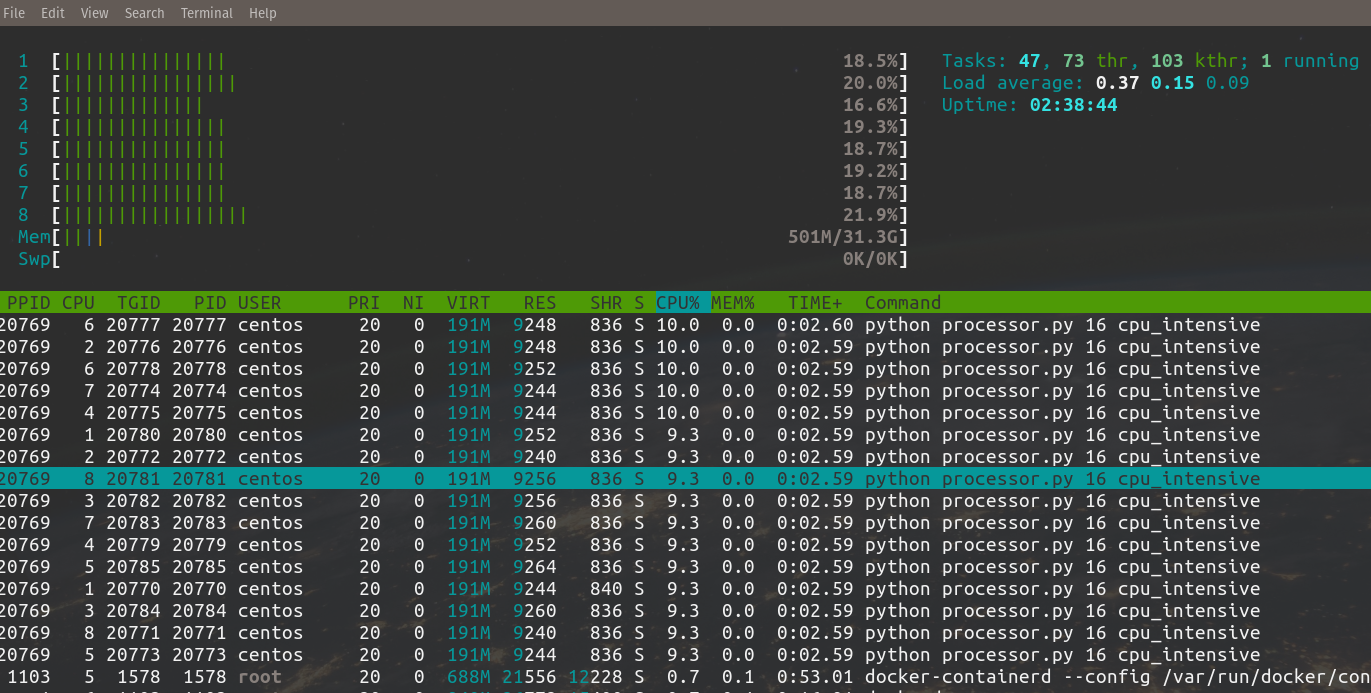 File Edit View Search Terminal Help
1 [||||||||||||||| 18.5%] Tasks: 47, 73 thr, 103 kthr; 1 running
2 [|||||||||||||||| 20.0%] Load average: 0.37 0.15 0.09
3 [||||||||||||| 16.6%] Uptime: 02:38:44
4 [||||||||||||||| 19.3%]
5 [||||||||||||||| 18.7%]
6 [||||||||||||||| 19.2%]
7 [||||||||||||||| 18.7%]
8 [||||||||||||||||| 21.9%]
Mem[|||| 501M/31.3G]
Swp[ 0K/0K]
PPID CPU TGID PID USER PRI NI VIRT RES SHR S CPU% MEM% TIME+ Command
20769 6 20777 20777 centos 20 0 191M 9248 836 S 10.0 0.0 0:02.60 python processor.py 16 cpu_intensive
20769 2 20776 20776 centos 20 0 191M 9248 836 S 10.0 0.0 0:02.59 python processor.py 16 cpu_intensive
20769 6 20778 20778 centos 20 0 191M 9252 836 S 10.0 0.0 0:02.59 python processor.py 16 cpu_intensive
20769 7 20774 20774 centos 20 0 191M 9244 836 S 10.0 0.0 0:02.59 python processor.py 16 cpu_intensive
20769 4 20775 20775 centos 20 0 191M 9244 836 S 10.0 0.0 0:02.59 python processor.py 16 cpu_intensive
20769 1 20780 20780 centos 20 0 191M 9252 836 S 9.3 0.0 0:02.59 python processor.py 16 cpu_intensive
20769 2 20772 20772 centos 20 0 191M 9240 836 S 9.3 0.0 0:02.59 python processor.py 16 cpu_intensive
20769 8 20781 20781 centos 20 0 191M 9256 836 S 9.3 0.0 0:02.59 python processor.py 16 cpu_intensive
20769 3 20782 20782 centos 20 0 191M 9256 836 S 9.3 0.0 0:02.59 python processor.py 16 cpu_intensive
20769 7 20783 20783 centos 20 0 191M 9260 836 S 9.3 0.0 0:02.59 python processor.py 16 cpu_intensive
20769 4 20779 20779 centos 20 0 191M 9252 836 S 9.3 0.0 0:02.59 python processor.py 16 cpu_intensive
20769 5 20785 20785 centos 20 0 191M 9264 836 S 9.3 0.0 0:02.59 python processor.py 16 cpu_intensive
20769 1 20770 20770 centos 20 0 191M 9244 840 S 9.3 0.0 0:02.59 python processor.py 16 cpu_intensive
20769 3 20784 20784 centos 20 0 191M 9260 836 S 9.3 0.0 0:02.59 python processor.py 16 cpu_intensive
20769 8 20771 20771 centos 20 0 191M 9240 836 S 9.3 0.0 0:02.59 python processor.py 16 cpu_intensive
20769 5 20773 20773 centos 20 0 191M 9244 836 S 9.3 0.0 0:02.59 python processor.py 16 cpu_intensive
1103 5 1578 1578 root 20 0 688M 21556 12228 S 0.7 0.1 0:53.01 docker-containerd --config /var/run/docker/con